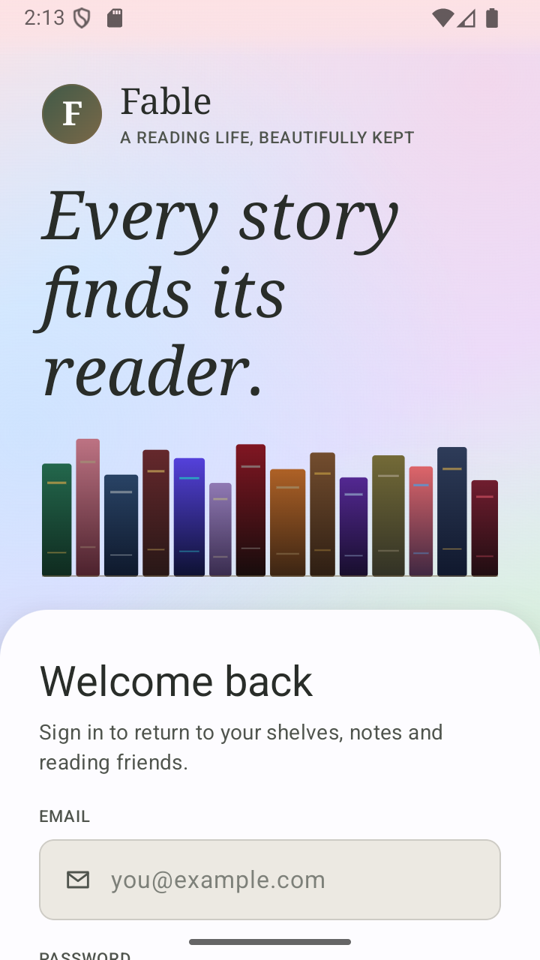 2:13
F
Fable
A READING LIFE, BEAUTIFULLY KEPT
Every story
finds its
reader.
Welcome back
Sign in to return to your shelves, notes and
reading friends.
EMAIL
you@example.com
PASSWORD